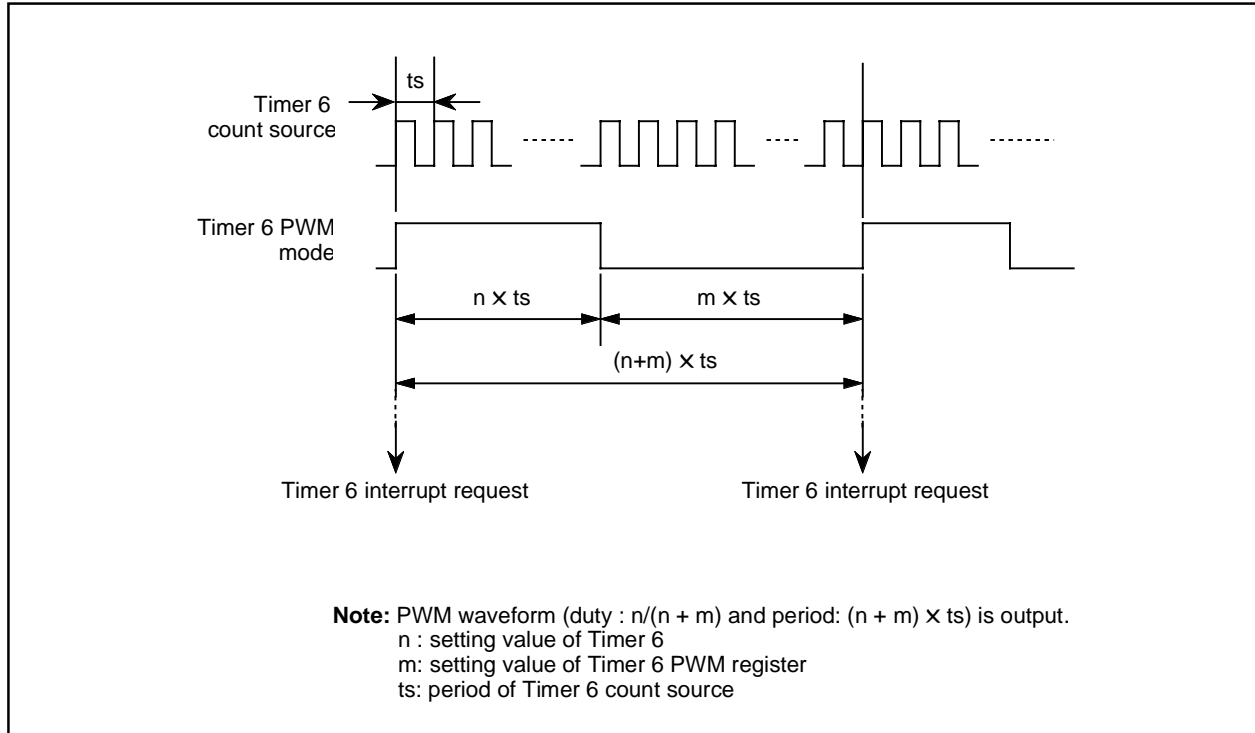 ts
Timer 6
count source
Timer 6 PWM
mode
n × ts
m × ts
(n+m) × ts
Timer 6 interrupt request
Timer 6 interrupt request
Note: PWM waveform (duty : n/(n + m) and period: (n + m) × ts) is output.
n : setting value of Timer 6
m: setting value of Timer 6 PWM register
ts: period of Timer 6 count source